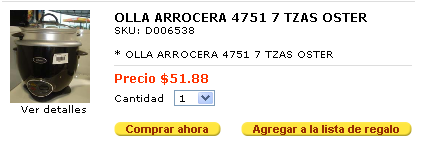 OLLA ARROCERA 4751 7 TZAS OSTER
SKU: D006538
* OLLA ARROCERA 4751 7 TZAS OSTER
Precio $51.88
Ver detalles
Cantidad 1
Comprar ahora
Agregar a la lista de regalo